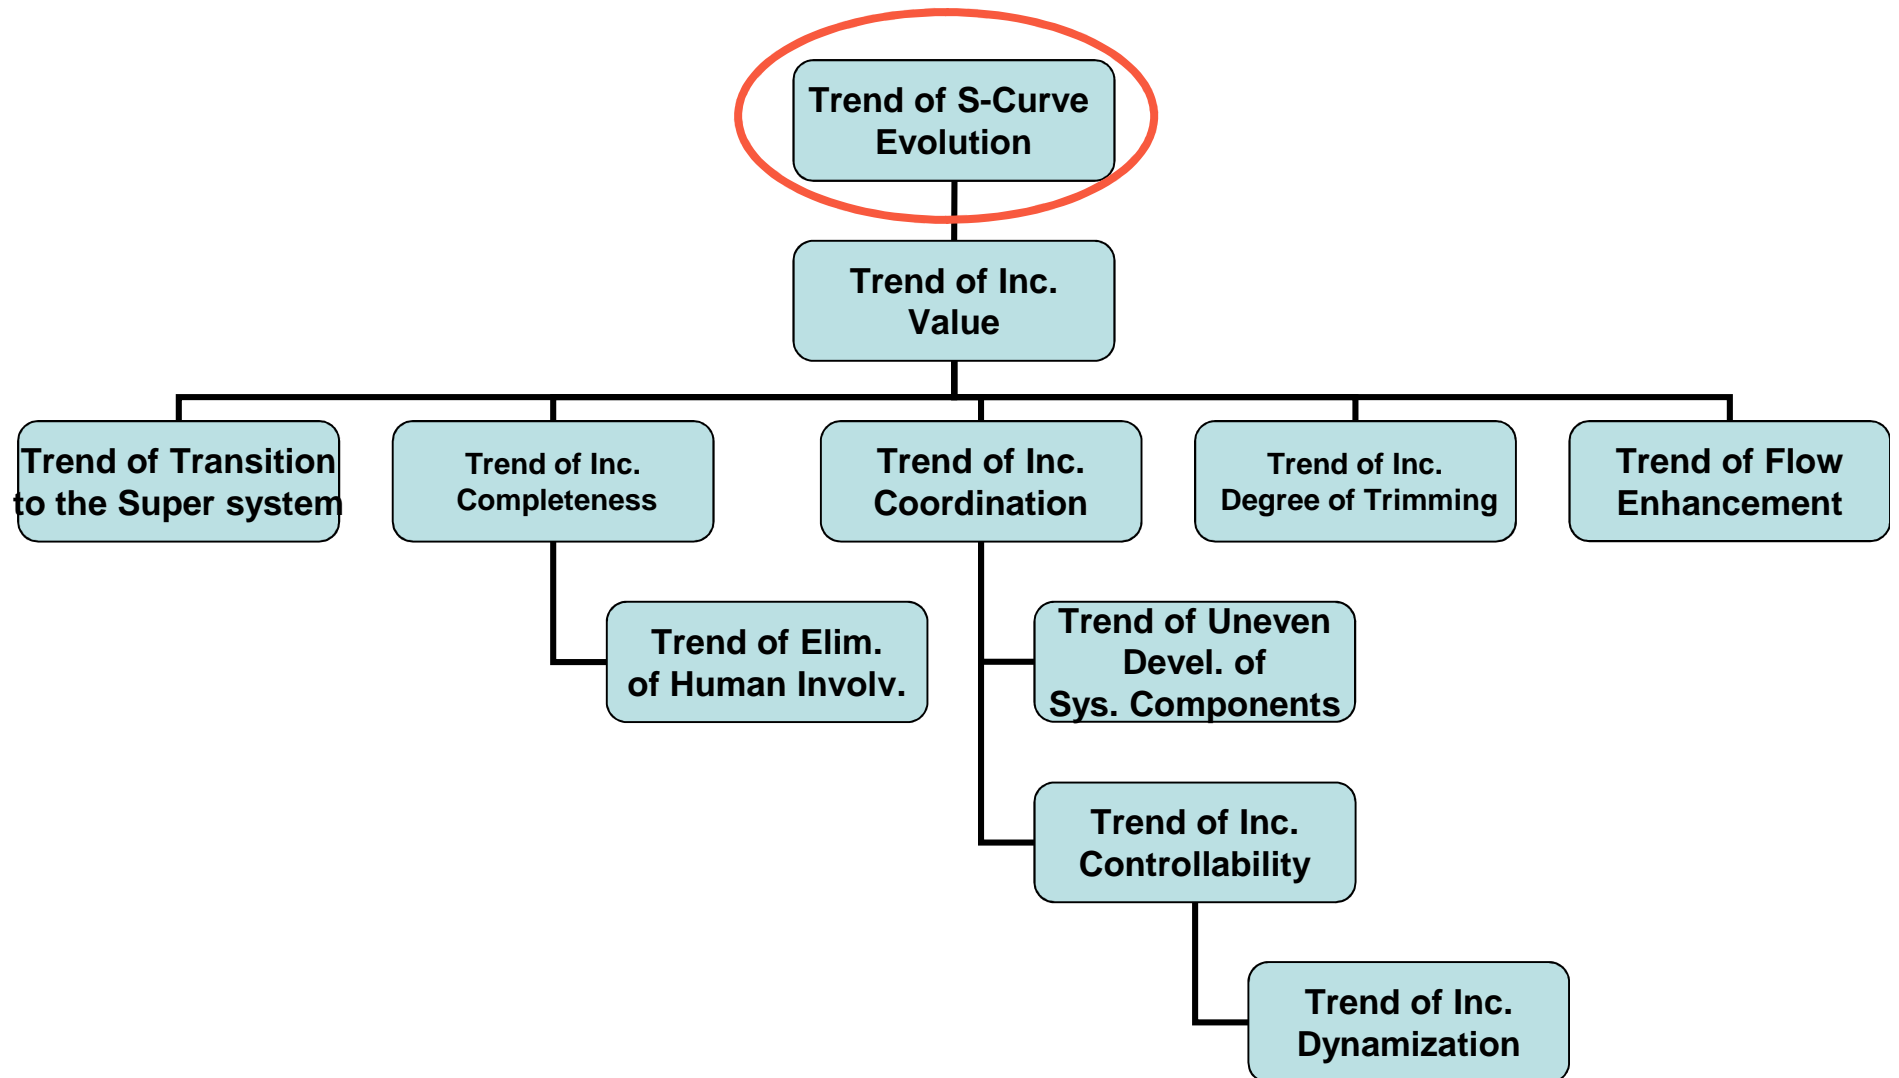 Trend of S-Curve
Evolution
Trend of Inc.
Value
Trend of Transition
to the Super system
Trend of Inc.
Completeness
Trend of Inc.
Coordination
Trend of Inc.
Degree of Trimming
Trend of Flow
Enhancement
Trend of Elim.
of Human Involv.
Trend of Uneven
Devel. of
Sys. Components
Trend of Inc.
Controllability
Trend of Inc.
Dynamization